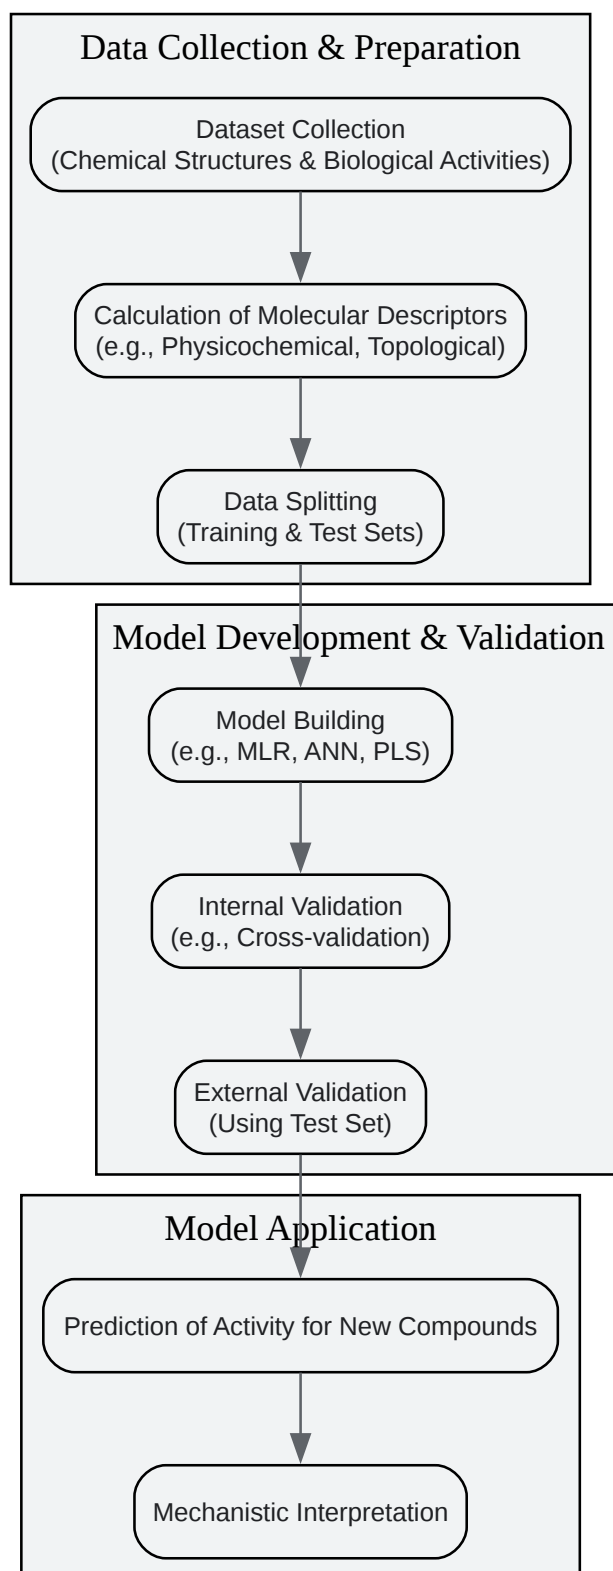 Data Collection & Preparation
Dataset Collection
(Chemical Structures & Biological Activities)
Calculation of Molecular Descriptors
(e.g., Physicochemical, Topological)
Data Splitting
(Training & Test Sets)
Model Development & Validation
Model Building
(e.g., MLR, ANN, PLS)
Internal Validation
(e.g., Cross-validation)
External Validation
(Using Test Set)
Model Application
Prediction of Activity for New Compounds
Mechanistic Interpretation